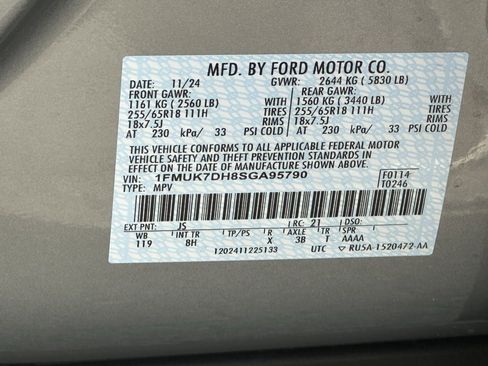 MFD. BY FORD MOTOR CO.
DATE: 11/24 GVWR: 2644 KG ( 5830 LB)
FRONT GAWR: REAR GAWR:
1161 KG ( 2560 LB) 1560 KG ( 3440 LB)
255/65R18 111H TIRES 255/65R18 111H TIRES
18x7.5J RIMS 18x7.5J RIMS
AT 230 kPa/ 33 PSI COLD AT 230 kPa/ 33 PSI COLD
THIS VEHICLE CONFORMS TO ALL APPLICABLE FEDERAL MOTOR
VEHICLE SAFETY AND THEFT PREVENTION STANDARDS IN EFFECT
ON THE DATE OF MANUFACTURE SHOWN ABOVE.
VIN: 1FMUK7DH8SGA95790 F0114
TYPE: MPV T0246
EXT PNT: JS RC: 21 DSO:
WB INT TR TP/PS R AXLE TR SPR
119 8H X 3B T AAAA
1202411225133 UTC ▽ RU5A-1520472-AA